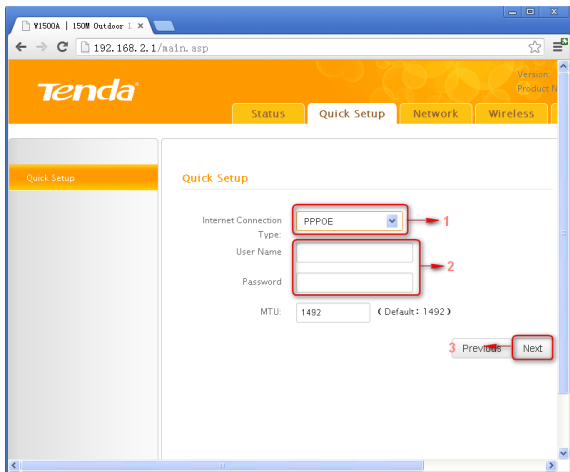 W1500A | 150M Outdoor I
192.168.2.1/main.asp
Tenda
Version:
Product N
Status Quick Setup Network Wireless
Quick Setup
Quick Setup
Internet Connection
Type:
PPPOE
1
User Name
2
Password
MTU: 1492 (Default: 1492)
3 Previous Next